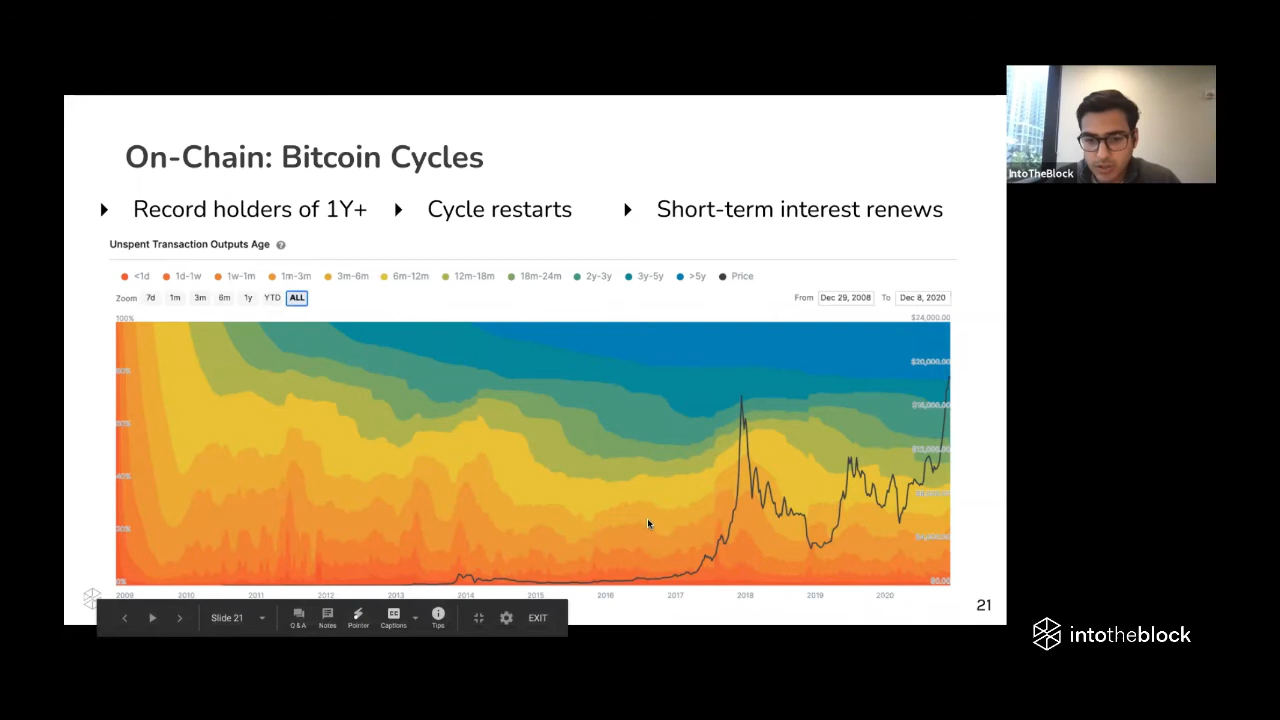 On-Chain: Bitcoin Cycles
Record holders of 1Y+ Cycle restarts Short-term interest renews
Unspent Transaction Outputs Age ?
<1d 1d-1w 1w-1m 1m-3m 3m-6m 6m-12m 12m-18m 18m-24m 2y-3y 3y-5y >5y Price
Zoom 7d 1m 3m 6m 1y YTD ALL From Dec 29, 2008 To Dec 8, 2020
100% $24,000.00
$20,000.00
0% $0.00
2009 2010 2011 2012 2013 2014 2015 2016 2017 2018 2019 2020
21
Slide 21 Q & A Notes Pointer CC Captions Tips EXIT
IntoTheBlock
intotheblock